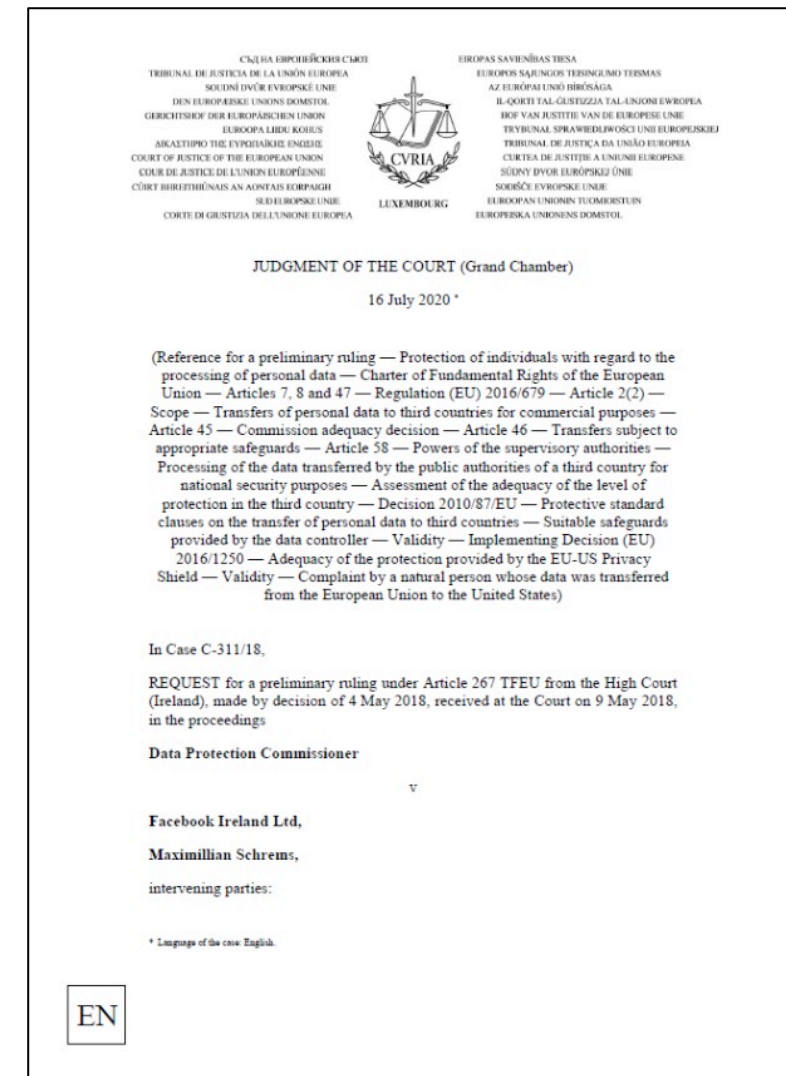 СЪД НА ЕВРОПЕЙСКИЯ СЪЮЗ
TRIBUNAL DE JUSTICIA DE LA UNIÓN EUROPEA
SOUDNÍ DVŮR EVROPSKÉ UNIE
DEN EUROPÆISKE UNIONS DOMSTOL
GERICHTSHOF DER EUROPÄISCHEN UNION
EUROOPA LIIDU KOHUS
ΔΙΚΑΣΤΗΡΙΟ ΤΗΣ ΕΥΡΩΠΑΪΚΗΣ ΕΝΩΣΗΣ
COURT OF JUSTICE OF THE EUROPEAN UNION
COUR DE JUSTICE DE L'UNION EUROPÉENNE
CÚIRT BHREITHIÚNAIS AN AONTAIS EORPAIGH
SUD EUROPSKE UNIJE
CORTE DI GIUSTIZIA DELL'UNIONE EUROPEA
CVRIA
LUXEMBOURG
EIROPAS SAVIENĪBAS TIESA
EUROPOS SĄJUNGOS TEISINGUMO TEISMAS
AZ EURÓPAI UNIÓ BÍRÓSÁGA
IL-QORTI TAL-ĠUSTIZZJA TAL-UNJONI EWROPEA
HOF VAN JUSTITIE VAN DE EUROPESE UNIE
TRYBUNAŁ SPRAWIEDLIWOŚCI UNII EUROPEJSKIEJ
TRIBUNAL DE JUSTIÇA DA UNIÃO EUROPEIA
CURTEA DE JUSTIȚIE A UNIUNII EUROPENE
SÚDNY DVOR EURÓPSKEJ ÚNIE
SODIŠČE EVROPSKE UNIJE
EUROOPAN UNIONIN TUOMIOISTUIN
EUROPEISKA UNIONENS DOMSTOL
JUDGMENT OF THE COURT (Grand Chamber)
16 July 2020 *
(Reference for a preliminary ruling — Protection of individuals with regard to the
processing of personal data — Charter of Fundamental Rights of the European
Union — Articles 7, 8 and 47 — Regulation (EU) 2016/679 — Article 2(2) —
Scope — Transfers of personal data to third countries for commercial purposes —
Article 45 — Commission adequacy decision — Article 46 — Transfers subject to
appropriate safeguards — Article 58 — Powers of the supervisory authorities —
Processing of the data transferred by the public authorities of a third country for
national security purposes — Assessment of the adequacy of the level of
protection in the third country — Decision 2010/87/EU — Protective standard
clauses on the transfer of personal data to third countries — Suitable safeguards
provided by the data controller — Validity — Implementing Decision (EU)
2016/1250 — Adequacy of the protection provided by the EU-US Privacy
Shield — Validity — Complaint by a natural person whose data was transferred
from the European Union to the United States)
In Case C-311/18,
REQUEST for a preliminary ruling under Article 267 TFEU from the High Court
(Ireland), made by decision of 4 May 2018, received at the Court on 9 May 2018,
in the proceedings
Data Protection Commissioner
v
Facebook Ireland Ltd,
Maximillian Schrems,
intervening parties:
* Language of the case: English.
EN